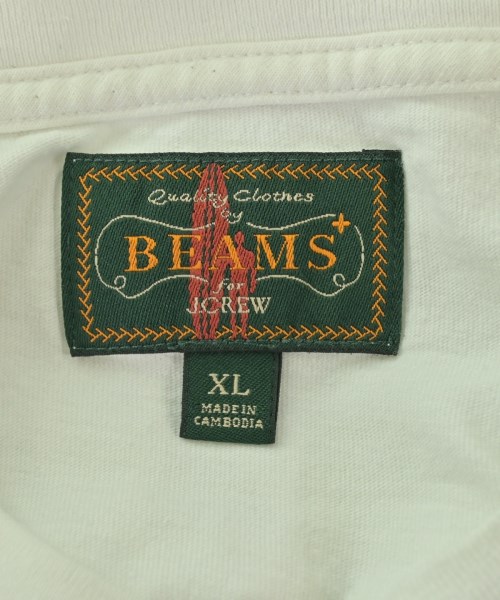 Quality Clothes
by
BEAMS+
for
J.CREW
XL
MADE IN
CAMBODIA